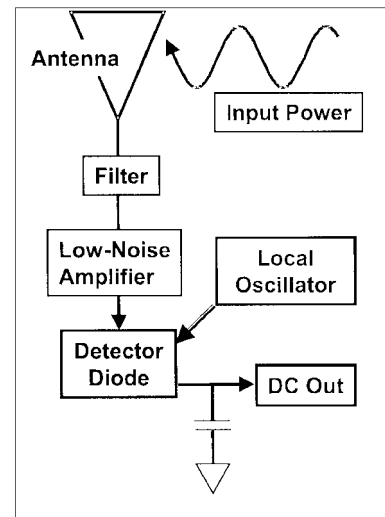 Antenna
Input Power
Filter
Low-Noise
Amplifier
Local
Oscillator
Detector
Diode
DC Out